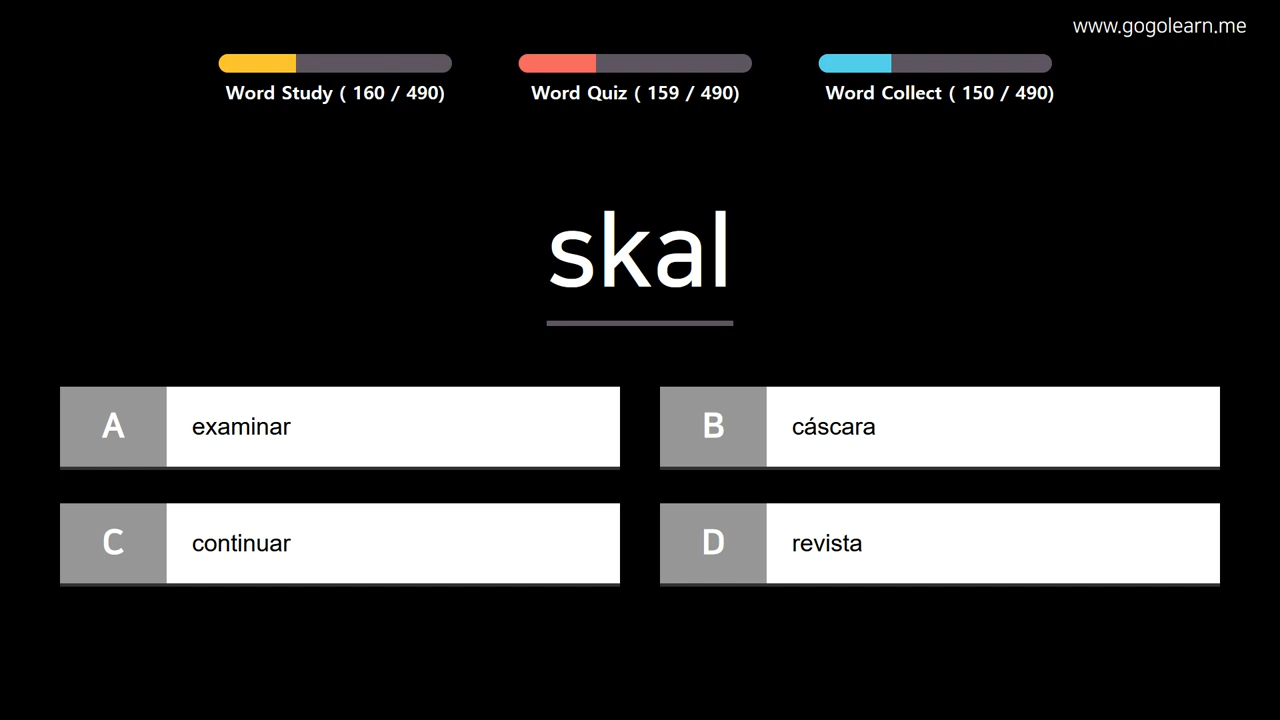 www.gogolearn.me
Word Study ( 160 / 490)
Word Quiz ( 159 / 490)
Word Collect ( 150 / 490)
skal
A examinar
B cáscara
C continuar
D revista